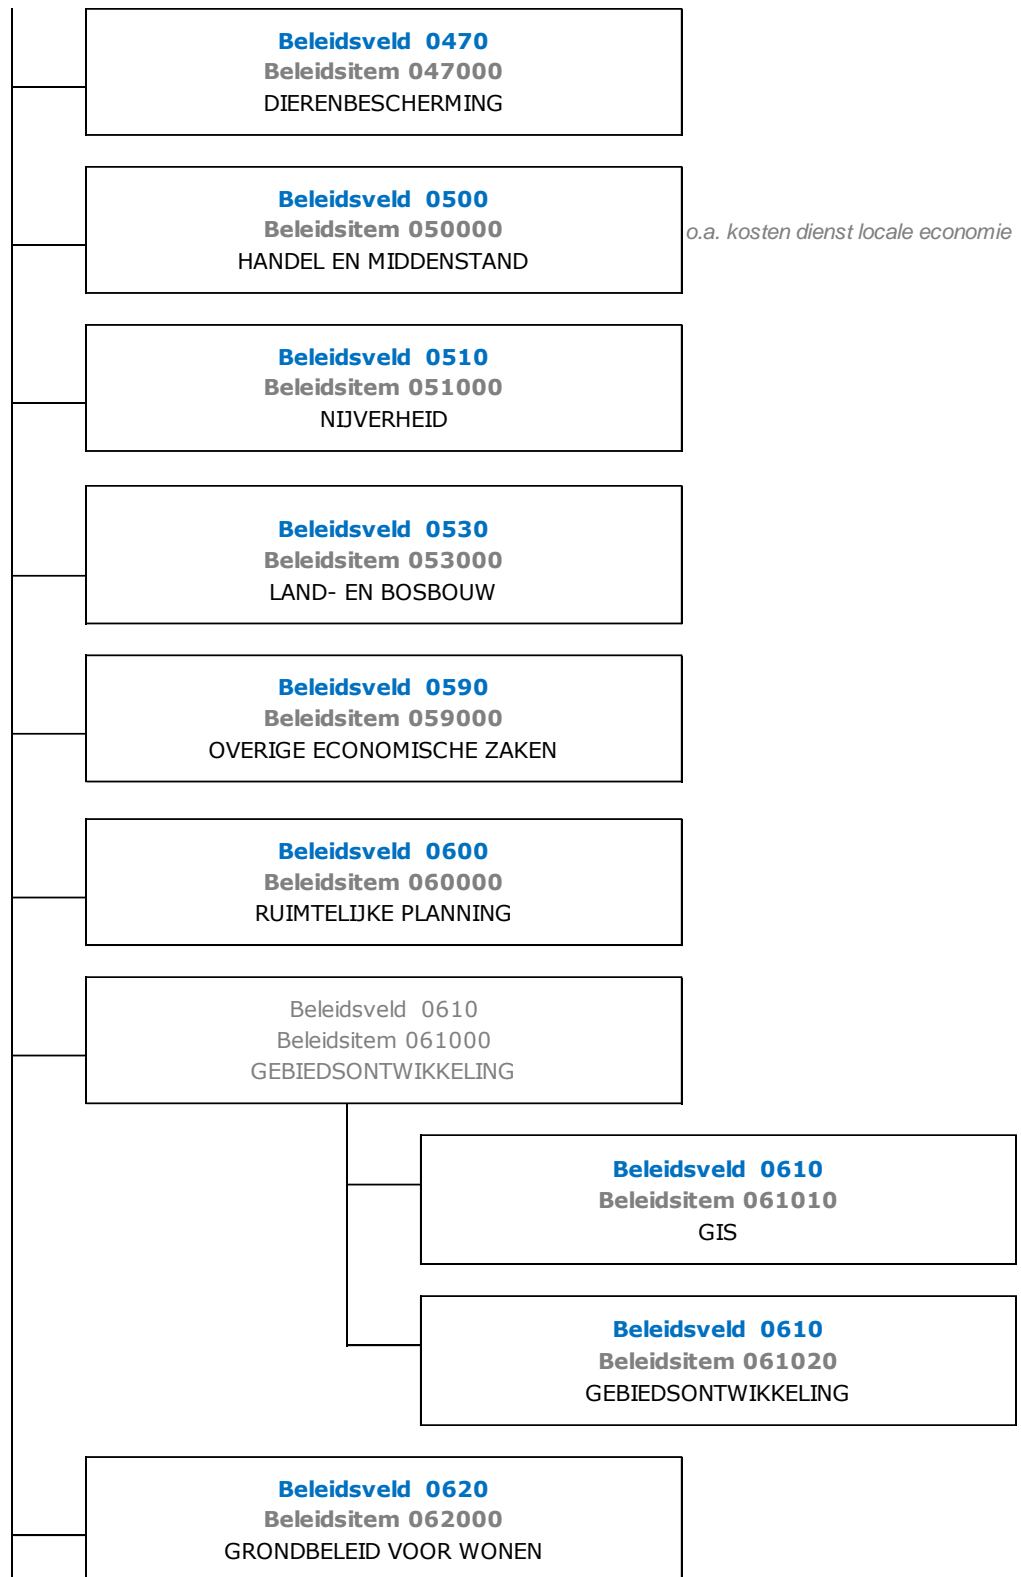 Beleidsveld 0470
Beleidsitem 047000
DIERENBESCHERMING
Beleidsveld 0500
Beleidsitem 050000
HANDEL EN MIDDENSTAND
o.a. kosten dienst locale economie
Beleidsveld 0510
Beleidsitem 051000
NIJVERHEID
Beleidsveld 0530
Beleidsitem 053000
LAND- EN BOSBOUW
Beleidsveld 0590
Beleidsitem 059000
OVERIGE ECONOMISCHE ZAKEN
Beleidsveld 0600
Beleidsitem 060000
RUIMTELIJKE PLANNING
Beleidsveld 0610
Beleidsitem 061000
GEBIEDSONTWIKKELING
Beleidsveld 0610
Beleidsitem 061010
GIS
Beleidsveld 0610
Beleidsitem 061020
GEBIEDSONTWIKKELING
Beleidsveld 0620
Beleidsitem 062000
GRONDBELEID VOOR WONEN